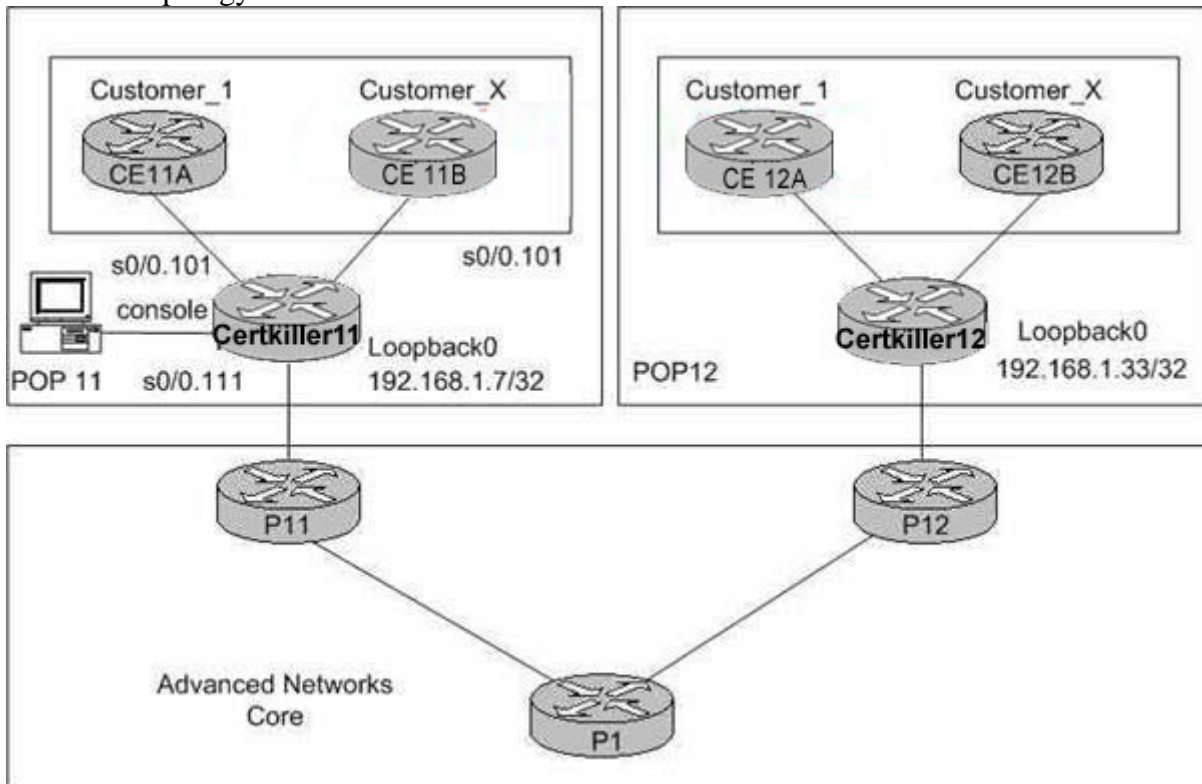 Customer_1
Customer_X
CE11A
CE 11B
s0/0.101
s0/0.101
console
Certkiller11
Loopback0
192.168.1.7/32
POP 11
s0/0.111
Customer_1
Customer_X
CE 12A
CE12B
Certkiller12
Loopback0
192.168.1.33/32
POP12
P11
P12
Advanced Networks
Core
P1